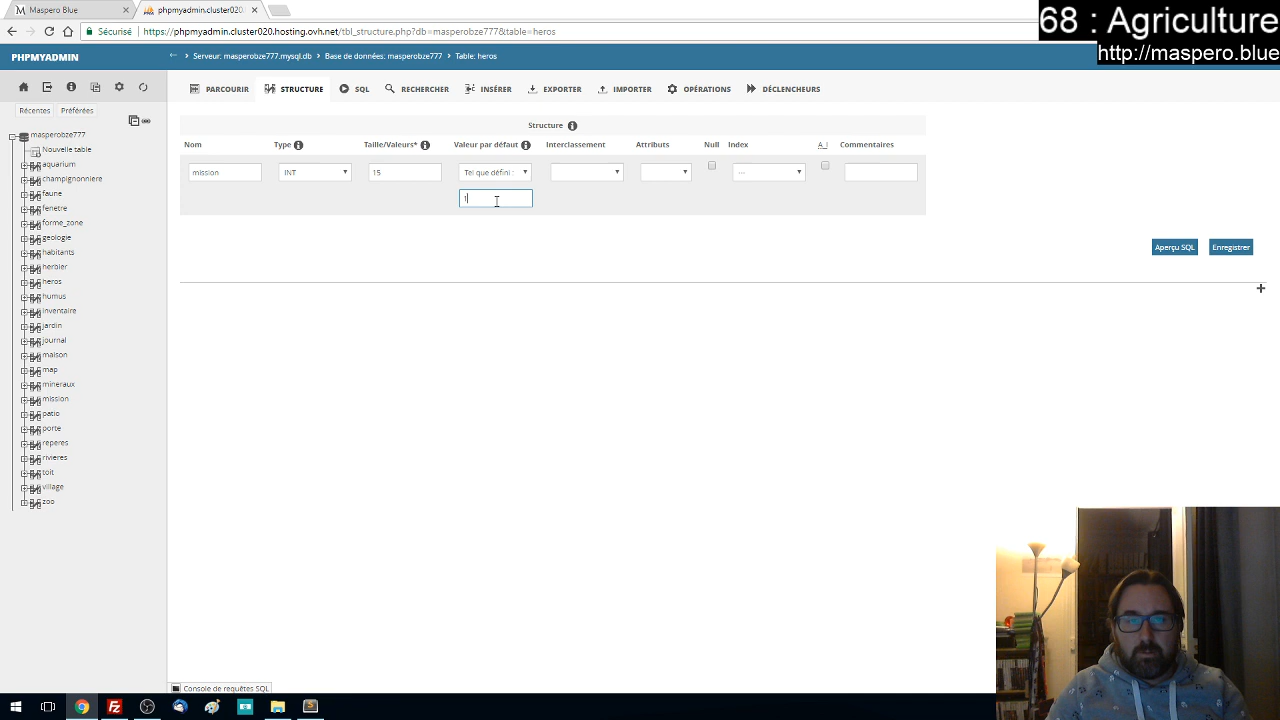 Maspero Blue
phpmyadmin.cluster020
68 : Agriculture
http://maspero.blue
Sécurisé
https://phpmyadmin.cluster020.hosting.ovh.net/tbl_structure.php?db=masperobze777&table=heros
PHPMYADMIN
Serveur: masperobze777.mysql.db » Base de données: masperobze777 » Table: heros
PARCOURIR
STRUCTURE
SQL
RECHERCHER
INSÉRER
EXPORTER
IMPORTER
OPÉRATIONS
DÉCLENCHEURS
Récentes
Préférées
masperobze777
Nouvelle table
aquarium
champignonniere
faune
fenetre
forme_zone
geologie
habitants
herbier
heros
humus
inventaire
jardin
journal
maison
map
mineraux
mission
patio
porte
reperes
rivieres
toit
village
zoo
Structure
Nom
Type
Taille/Valeurs*
Valeur par défaut
Interclassement
Attributs
Null
Index
A_I
Commentaires
mission
INT
15
Tel que défini :
---
1
Aperçu SQL
Enregistrer
Console de requêtes SQL